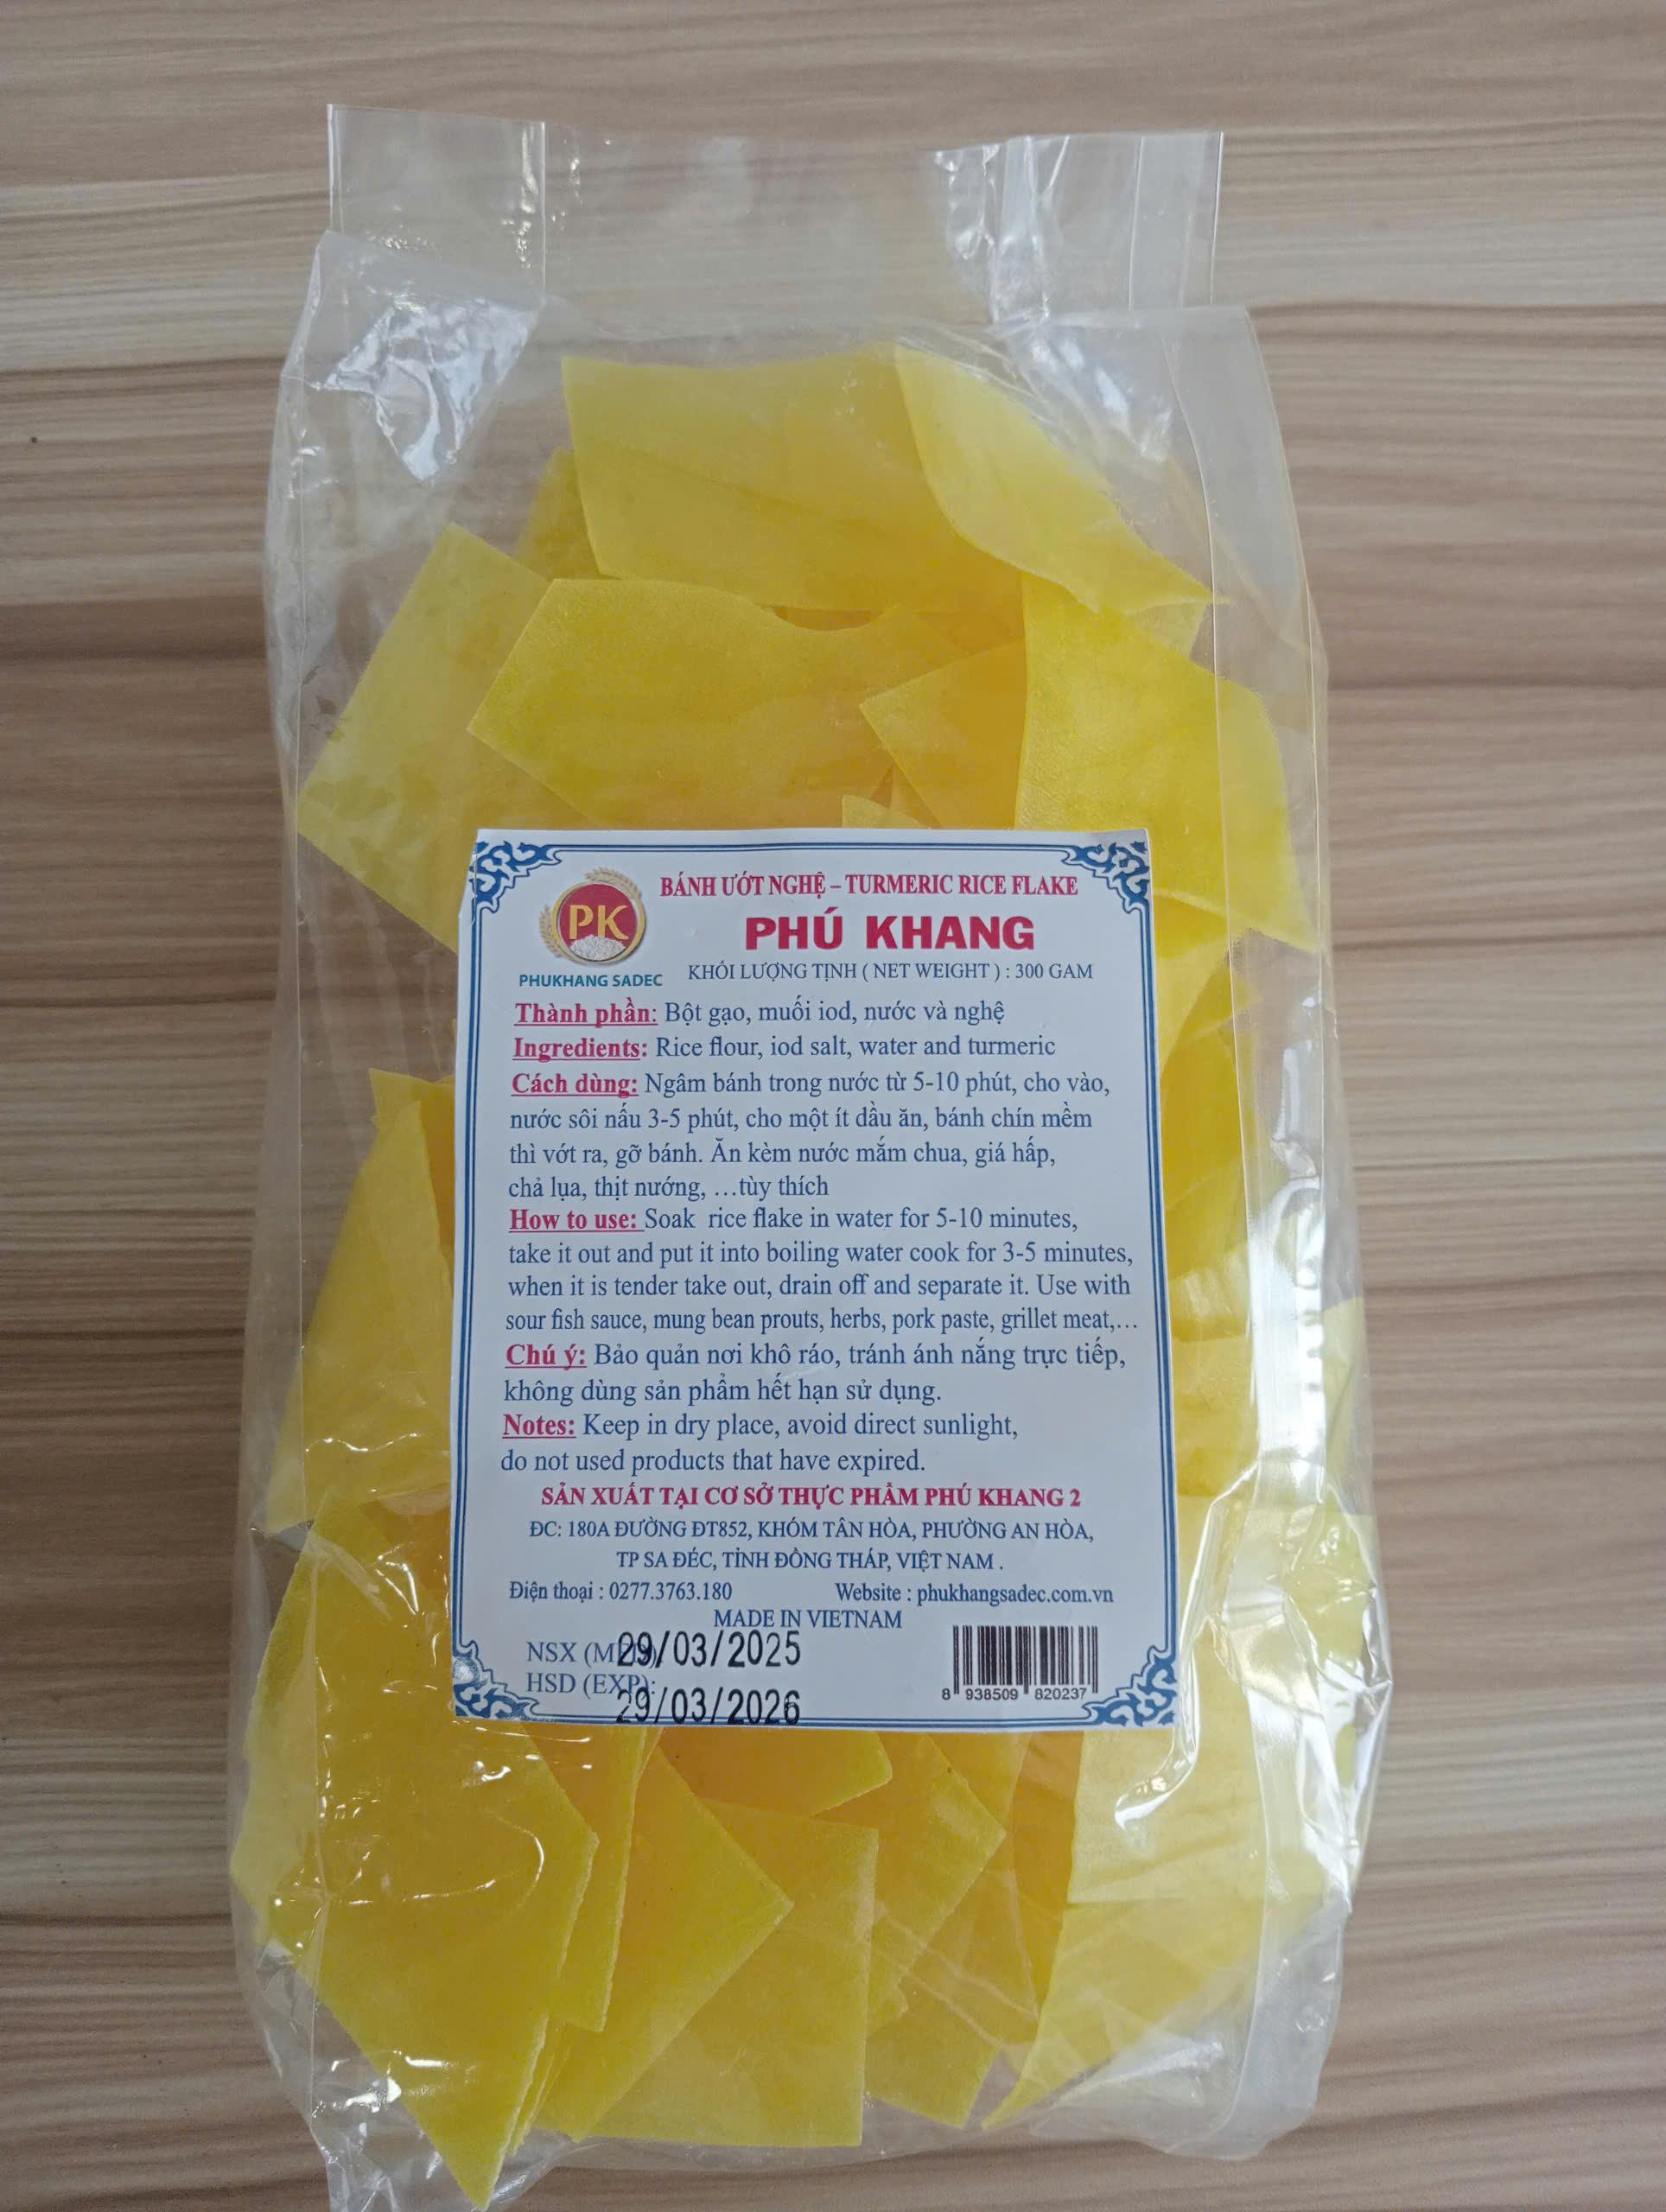 BÁNH ƯỚT NGHỆ – TURMERIC RICE FLAKE
PHÚ KHANG
PK
PHUKHANG SADEC
KHỐI LƯỢNG TỊNH ( NET WEIGHT ) : 300 GAM
Thành phần: Bột gạo, muối iod, nước và nghệ
Ingredients: Rice flour, iod salt, water and turmeric
Cách dùng: Ngâm bánh trong nước từ 5-10 phút, cho vào,
nước sôi nấu 3-5 phút, cho một ít dầu ăn, bánh chín mềm
thì vớt ra, gỡ bánh. Ăn kèm nước mắm chua, giá hấp,
chả lụa, thịt nướng, ...tùy thích
How to use: Soak rice flake in water for 5-10 minutes,
take it out and put it into boiling water cook for 3-5 minutes,
when it is tender take out, drain off and separate it. Use with
sour fish sauce, mung bean prouts, herbs, pork paste, grillet meat,...
Chú ý: Bảo quản nơi khô ráo, tránh ánh nắng trực tiếp,
không dùng sản phẩm hết hạn sử dụng.
Notes: Keep in dry place, avoid direct sunlight,
do not used products that have expired.
SẢN XUẤT TẠI CƠ SỞ THỰC PHẨM PHÚ KHANG 2
ĐC: 180A ĐƯỜNG ĐT852, KHÓM TÂN HÒA, PHƯỜNG AN HÒA,
TP SA ĐÉC, TỈNH ĐỒNG THÁP, VIỆT NAM .
Điện thoại : 0277.3763.180 Website : phukhangsadec.com.vn
MADE IN VIETNAM
NSX 29/03/2025
HSD (EXP): 29/03/2026
8 938509 820237